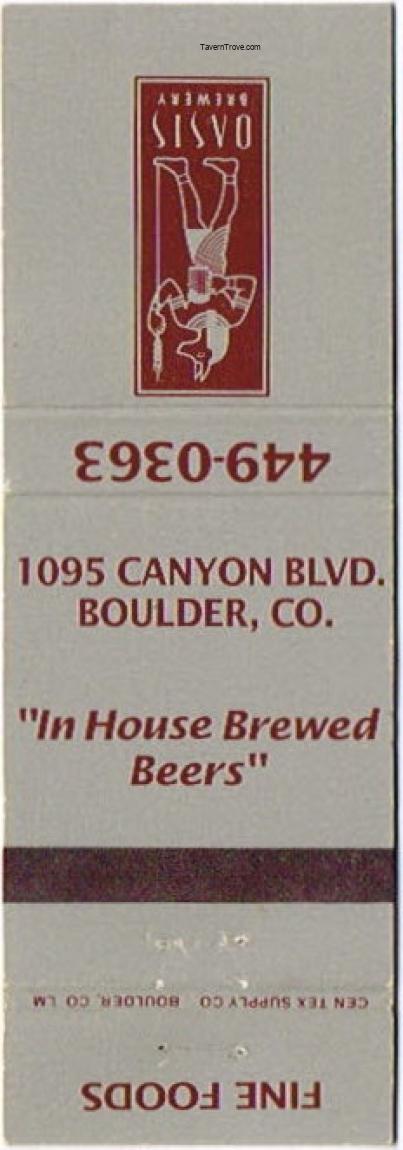 TavernTrove.com
OASIS
BREWERY
449-0363
1095 CANYON BLVD.
BOULDER, CO.
"In House Brewed
Beers"
CEN TEX SUPPLY CO BOULDER, CO LM
FINE FOODS